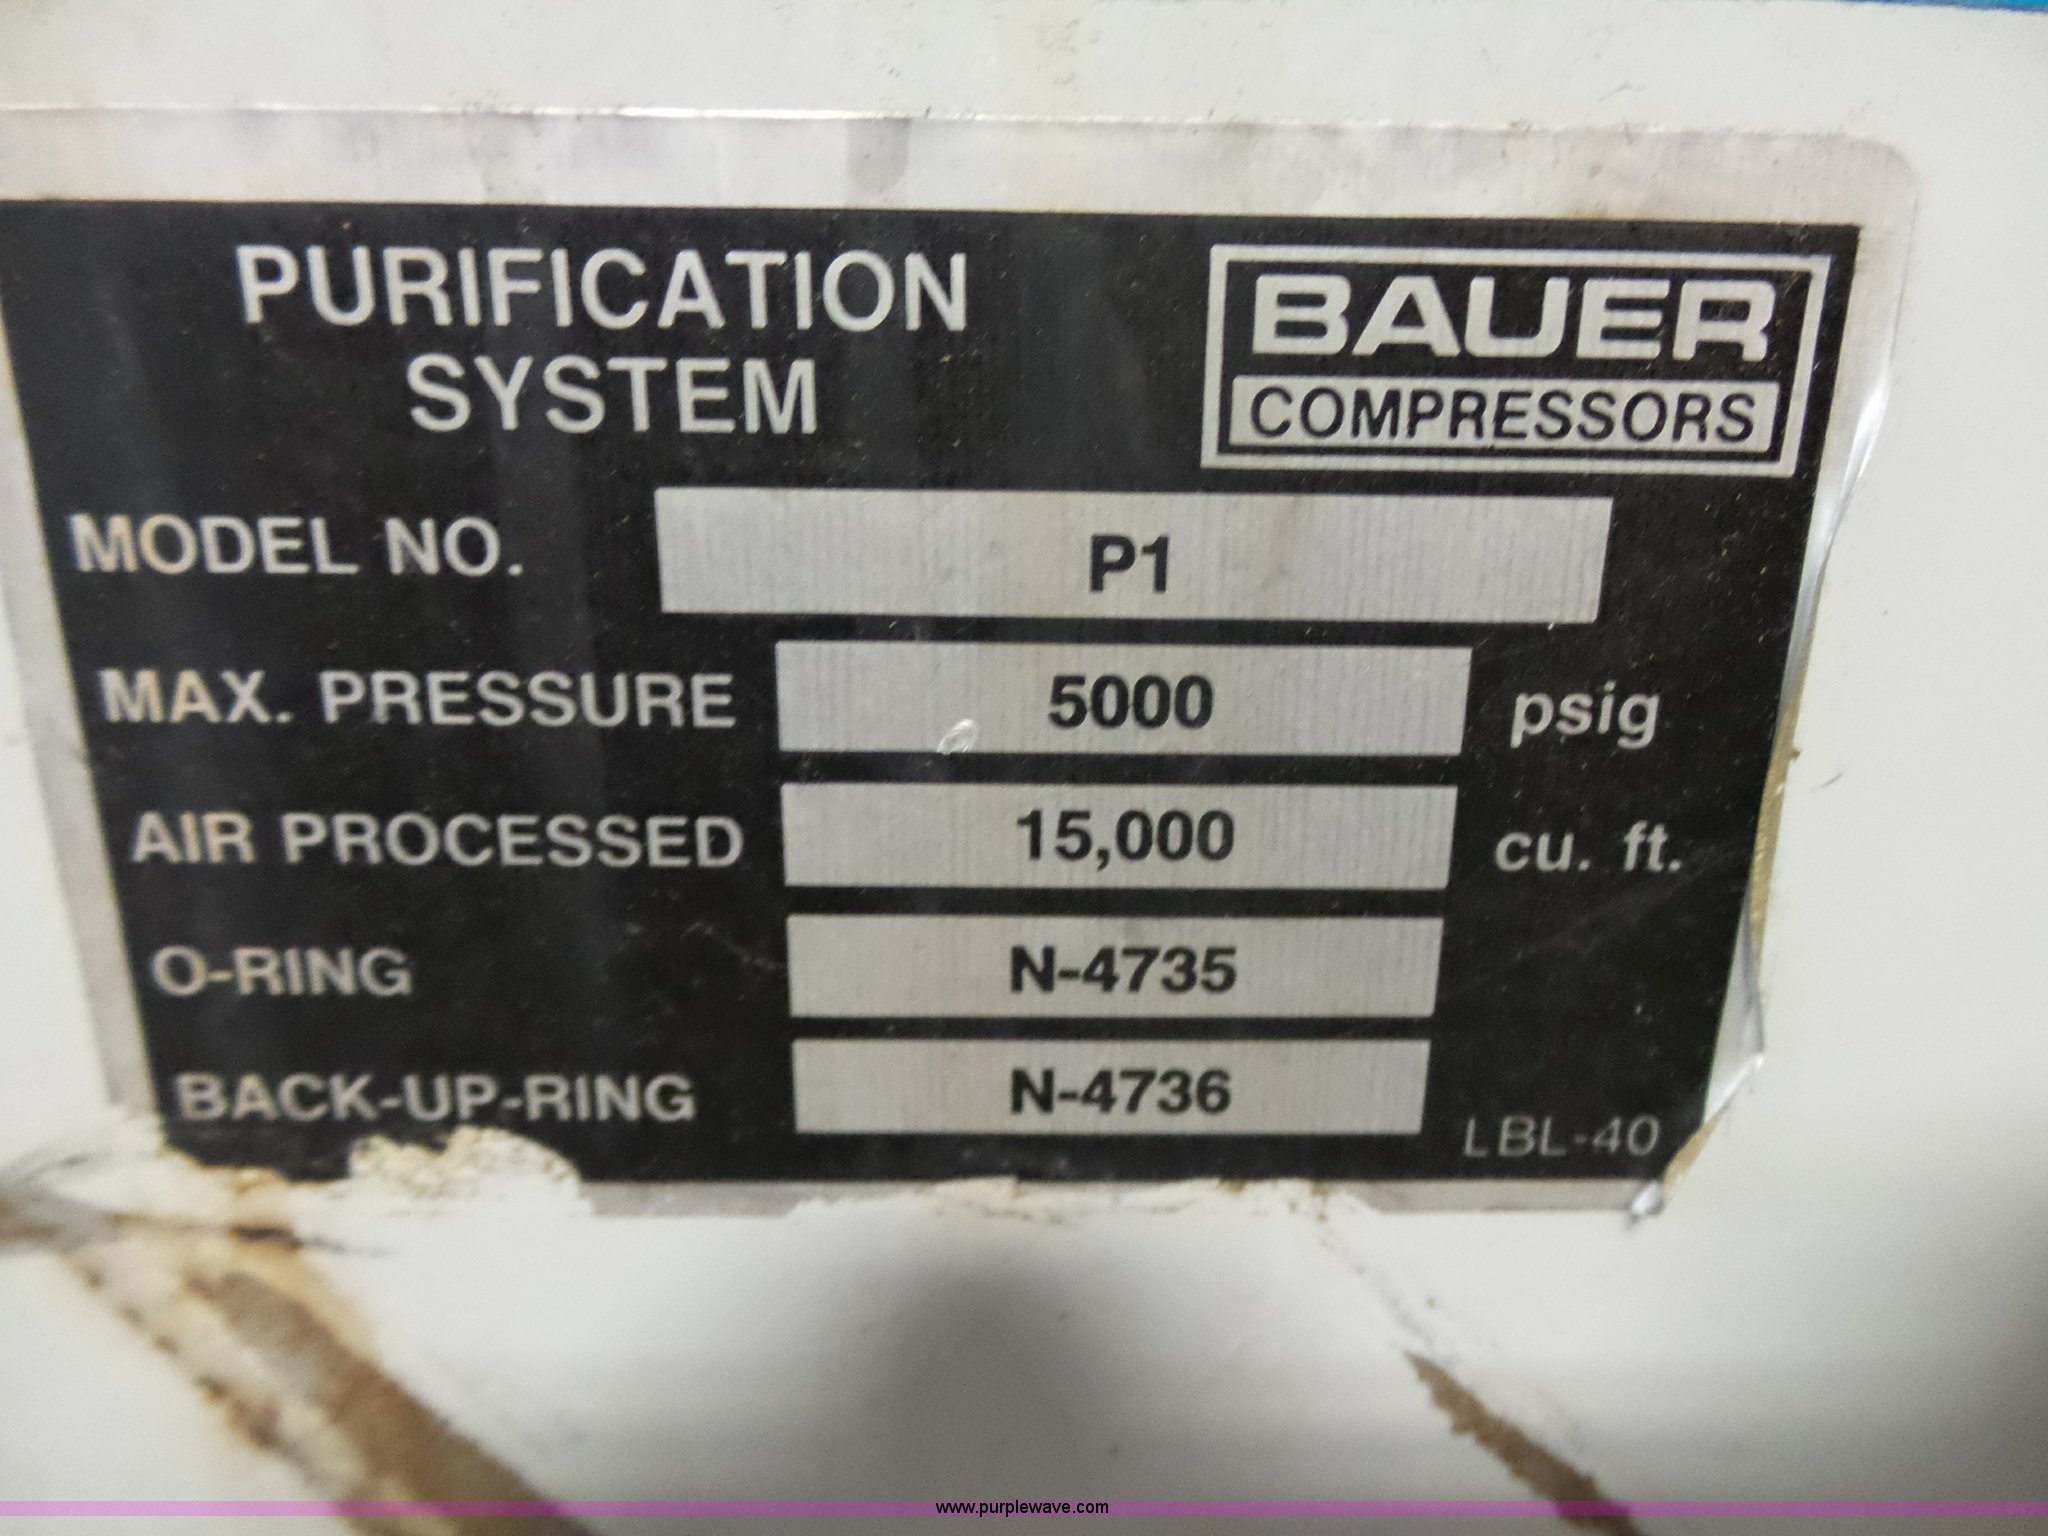 PURIFICATION
SYSTEM
BAUER
COMPRESSORS
MODEL NO. P1
MAX. PRESSURE 5000 psig
AIR PROCESSED 15,000 cu. ft.
O-RING N-4735
BACK-UP-RING N-4736
LBL-40
www.purplewave.com